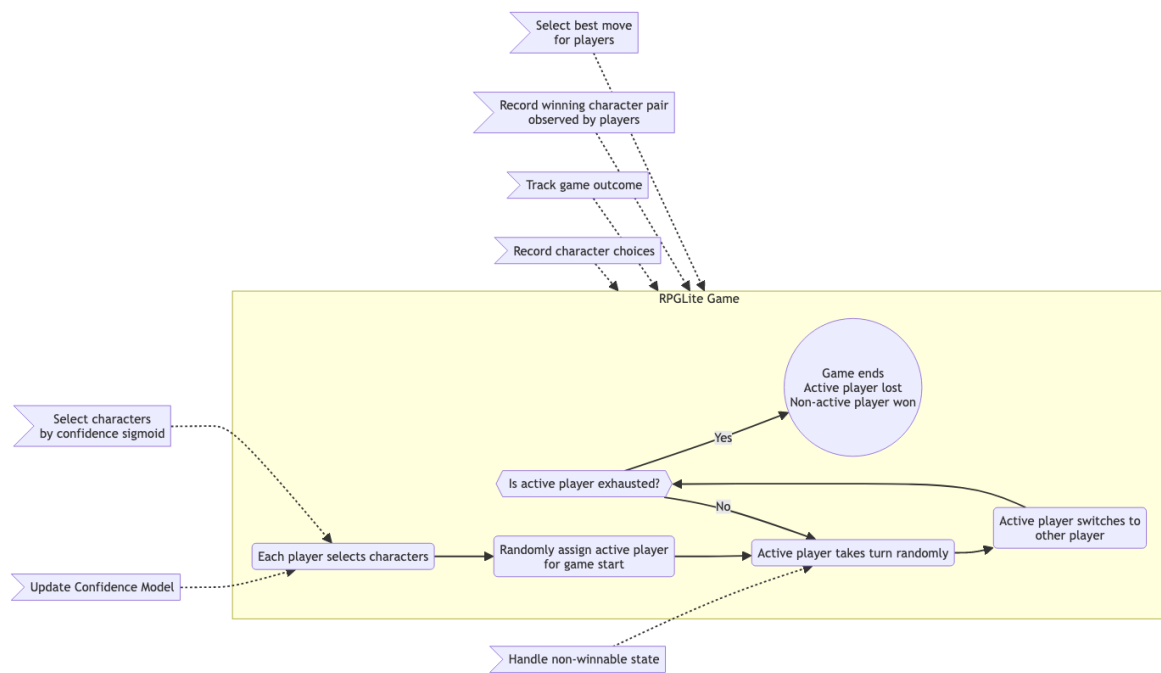 Select best move
for players
Record winning character pair
observed by players
Track game outcome
Record character choices
RPGLite Game
Game ends
Active player lost
Non-active player won
Select characters
by confidence sigmoid
Yes
Is active player exhausted?
No
Active player switches to
other player
Each player selects characters
Randomly assign active player
for game start
Active player takes turn randomly
Update Confidence Model
Handle non-winnable state